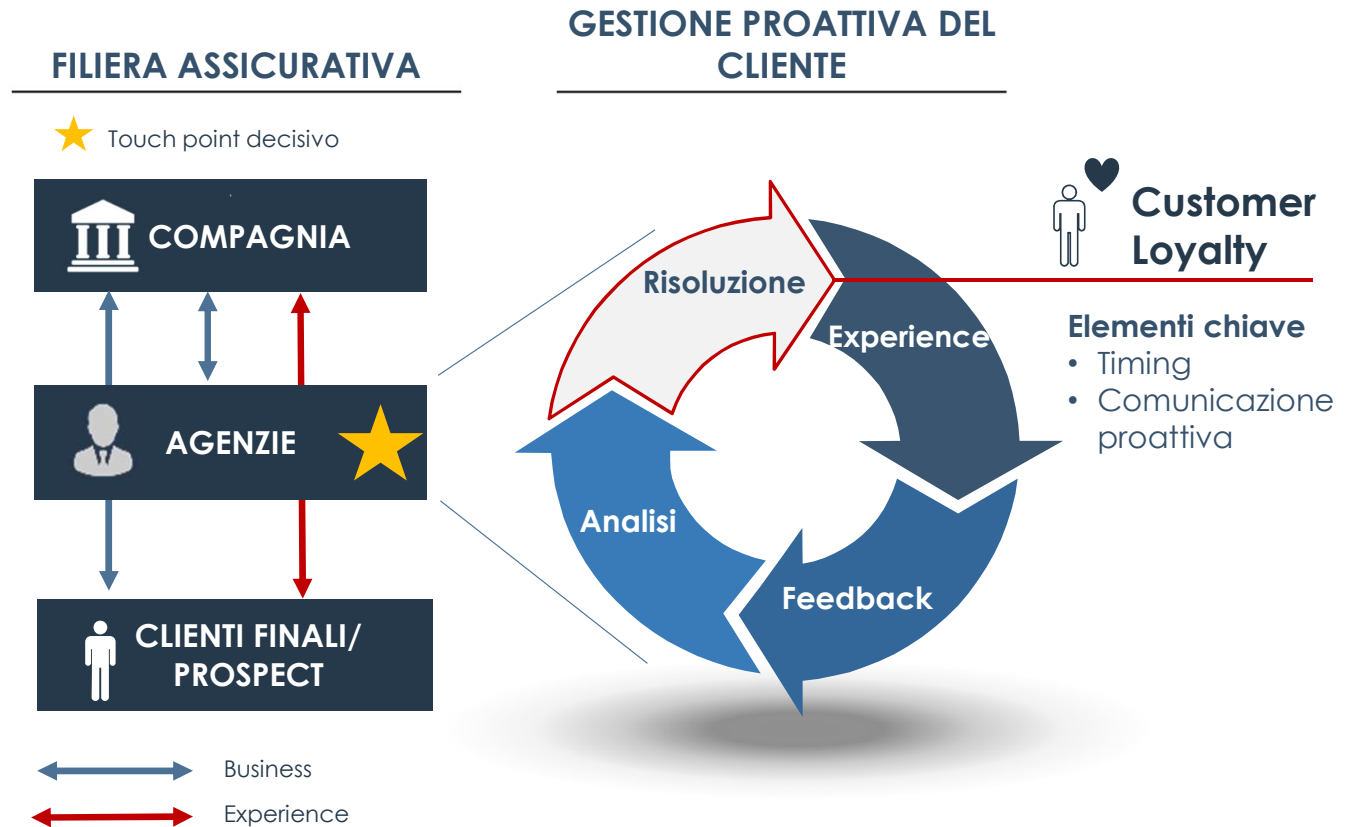 FILIERA ASSICURATIVA
Touch point decisivo
COMPAGNIA
AGENZIE
CLIENTI FINALI/
PROSPECT
Business
Experience
GESTIONE PROATTIVA DEL
CLIENTE
Risoluzione
Experience
Feedback
Analisi
Customer
Loyalty
Elementi chiave
• Timing
• Comunicazione
proattiva